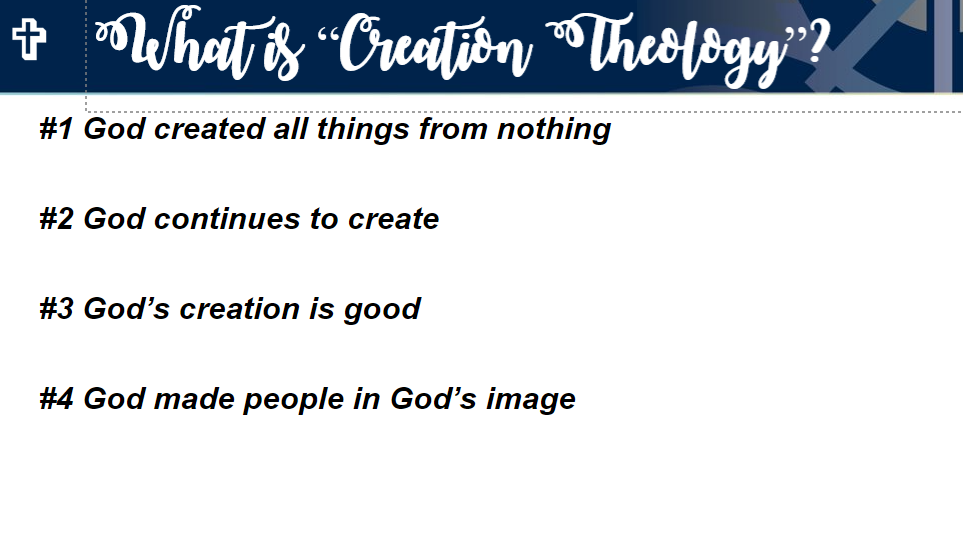 What is “Creation Theology”?
#1 God created all things from nothing
#2 God continues to create
#3 God’s creation is good
#4 God made people in God’s image